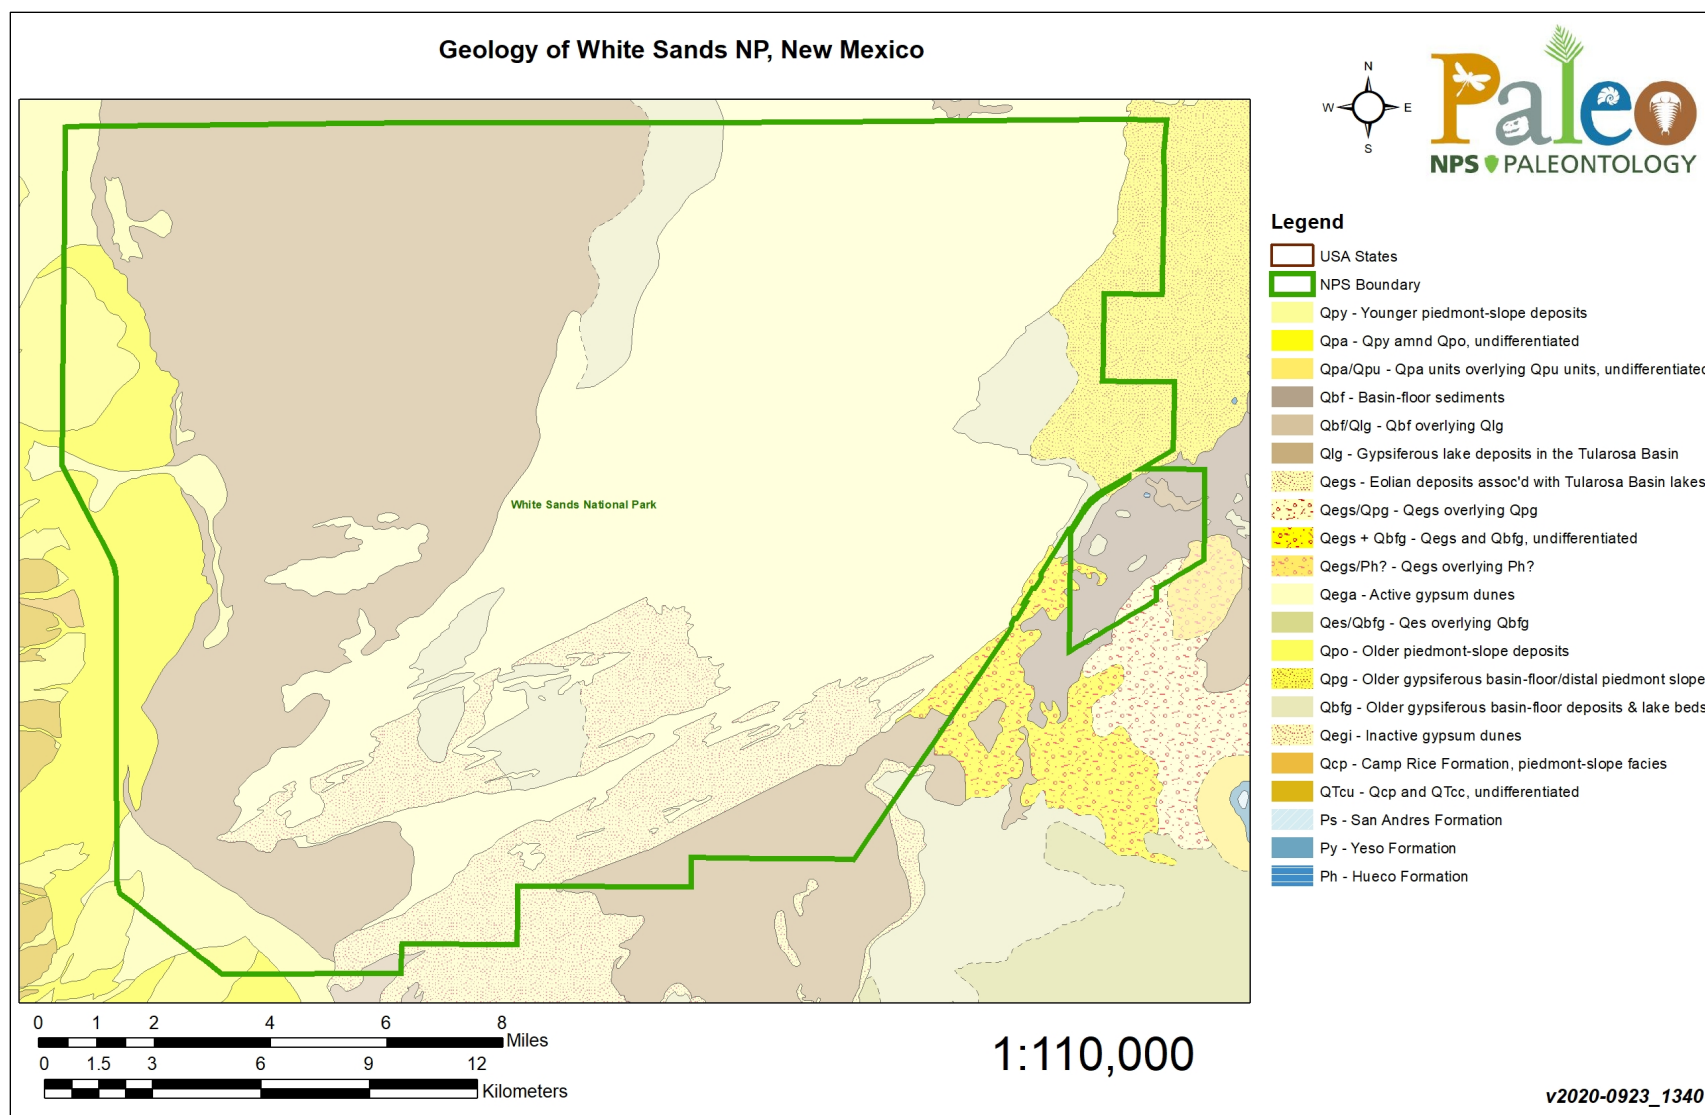 Geology of White Sands NP, New Mexico
N
W E
S
Paleo
NPS PALEONTOLOGY
Legend
USA States
NPS Boundary
Qpy - Younger piedmont-slope deposits
Qpa - Qpy amnd Qpo, undifferentiated
Qpa/Qpu - Qpa units overlying Qpu units, undifferentiated
Qbf - Basin-floor sediments
Qbf/Qlg - Qbf overlying Qlg
Qlg - Gypsiferous lake deposits in the Tularosa Basin
Qegs - Eolian deposits assoc'd with Tularosa Basin lakes
Qegs/Qpg - Qegs overlying Qpg
Qegs + Qbfg - Qegs and Qbfg, undifferentiated
Qegs/Ph? - Qegs overlying Ph?
Qega - Active gypsum dunes
Qes/Qbfg - Qes overlying Qbfg
Qpo - Older piedmont-slope deposits
Qpg - Older gypsiferous basin-floor/distal piedmont slope
Qbfg - Older gypsiferous basin-floor deposits & lake beds
Qegi - Inactive gypsum dunes
Qcp - Camp Rice Formation, piedmont-slope facies
QTcu - Qcp and QTcc, undifferentiated
Ps - San Andres Formation
Py - Yeso Formation
Ph - Hueco Formation
White Sands National Park
0 1 2 4 6 8
Miles
0 1.5 3 6 9 12
Kilometers
1:110,000
v2020-0923_1340